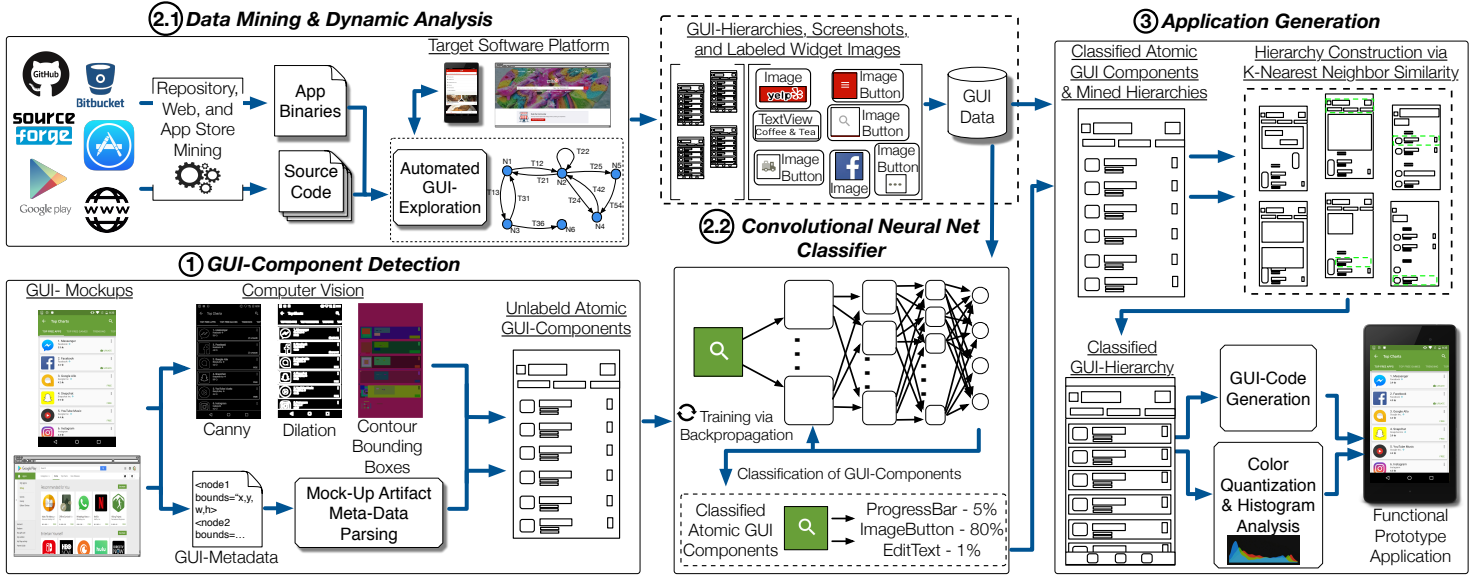 2.1 Data Mining & Dynamic Analysis
GitHub
Bitbucket
source
forge
Google play
WWW
Repository,
Web, and
App Store
Mining
App
Binaries
Source
Code
Target Software Platform
Automated
GUI-
Exploration
N1
T12
T22
T25
N5
T21
N2
T13
T31
T42
T24
T54
N3
T36
N6
N4
GUI-Hierarchies, Screenshots,
and Labeled Widget Images
Image
yelp
Image
Button
TextView
Coffee & Tea
Image
Button
Image
Button
Image
Image
Button
GUI
Data
2.2 Convolutional Neural Net
Classifier
Training via
Backpropagation
Classification of GUI-Components
Classified
Atomic GUI
Components
ProgressBar - 5%
ImageButton - 80%
EditText - 1%
1 GUI-Component Detection
GUI- Mockups
Computer Vision
Canny
Dilation
Contour
Bounding
Boxes
Unlabeld Atomic
GUI-Components
<node1
bounds="x,y,
w,h>
<node2
bounds=...
GUI-Metadata
Mock-Up Artifact
Meta-Data
Parsing
3 Application Generation
Classified Atomic
GUI Components
& Mined Hierarchies
Hierarchy Construction via
K-Nearest Neighbor Similarity
Classified
GUI-Hierarchy
GUI-Code
Generation
Color
Quantization
& Histogram
Analysis
Top Charts
Functional
Prototype
Application